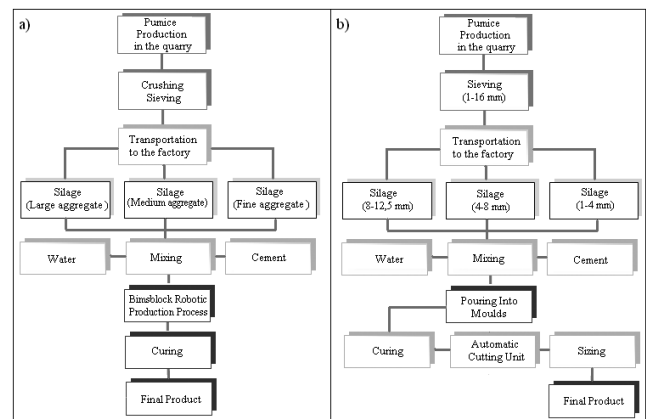 a)
Pumice
Production
in the quarry
Crushing
Sieving
Transportation
to the factory
Silage
(Large aggregate)
Silage
(Medium aggregate)
Silage
(Fine aggregate)
Water
Mixing
Cement
Bimsblock Robotic
Production Process
Curing
Final Product
b)
Pumice
Production
in the quarry
Sieving
(1-16 mm)
Transportation
to the factory
Silage
(8-12,5 mm)
Silage
(4-8 mm)
Silage
(1-4 mm)
Water
Mixing
Cement
Pouring Into
Moulds
Curing
Automatic
Cutting Unit
Sizing
Final Product